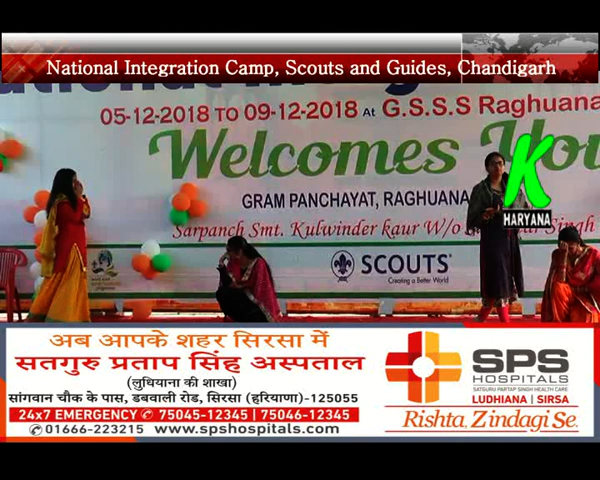 National Integration Camp, Scouts and Guides, Chandigarh
05-12-2018 TO 09-12-2018 At G.S.S.S Raghuana
Welcomes You
GRAM PANCHAYAT, RAGHUANA
Sarpanch Smt. Kulwinder kaur W/o
Singh
K
HARYANA
SCOUTS
Creating a Better World
अब आपके शहर सिरसा में
सतगुरु प्रताप सिंह अस्पताल
(लुधियाना की शाखा)
सांगवान चौक के पास, डबवाली रोड, सिरसा (हरियाणा)-125055
24x7 EMERGENCY 75045-12345 | 75046-12345
01666-223215 www.spshospitals.com
SPS
HOSPITALS
SATGURU PARTAP SINGH HEALTH CARE
LUDHIANA | SIRSA
Rishta, Zindagi Se.